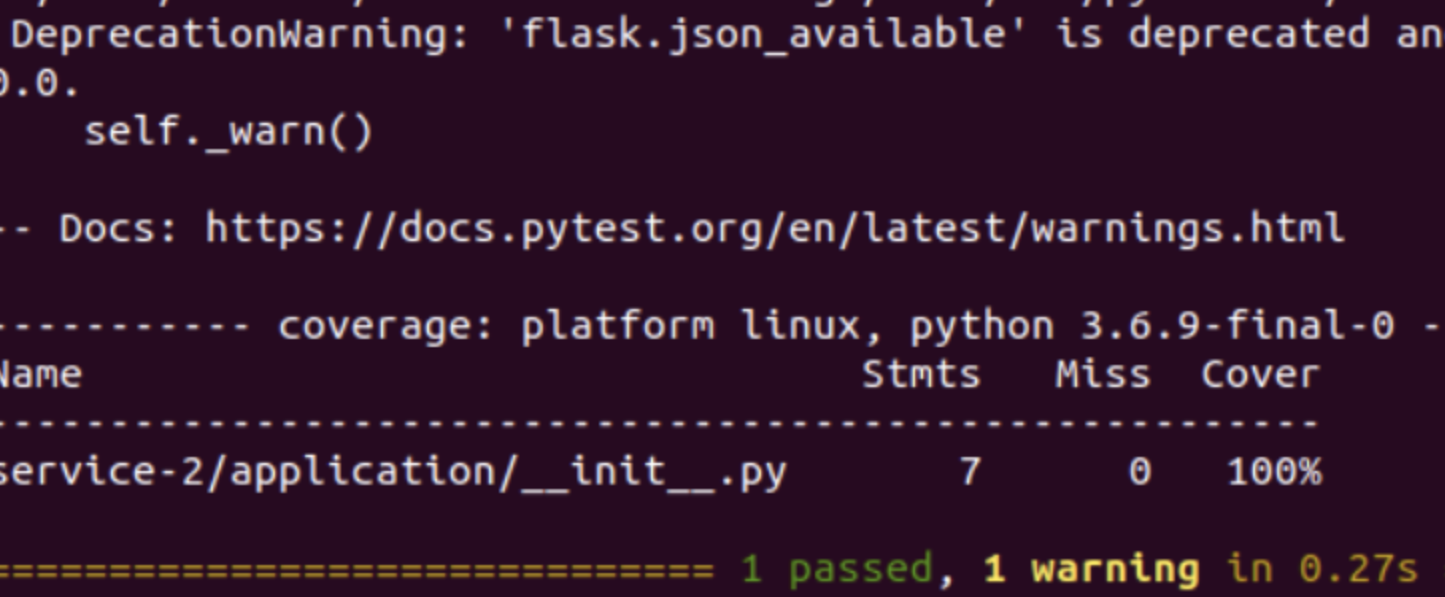 DeprecationWarning: 'flask.json_available' is deprecated an
0.0.
self._warn()
-- Docs: https://docs.pytest.org/en/latest/warnings.html
----------- coverage: platform linux, python 3.6.9-final-0 -
Name Stmts Miss Cover
-------------------------------------------------------
service-2/application/__init__.py 7 0 100%
============================== 1 passed, 1 warning in 0.27s